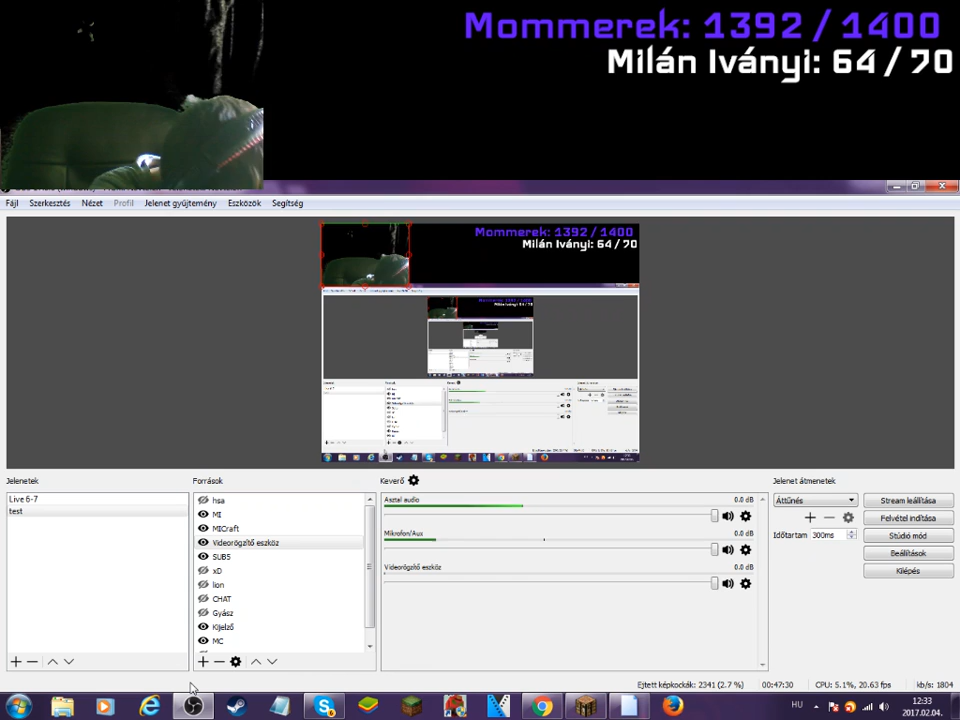 Mommerek: 1392 / 1400
Milán Iványi: 64 / 70
Fájl Szerkesztés Nézet Profil Jelenet gyűjtemény Eszközök Segítség
Mommerek: 1392 / 1400
Milán Iványi: 64 / 70
Jelenetek
Live 6-7
test
Források
hsa
MI
MICraft
Videorögzítő eszköz
SUBS
xD
lion
CHAT
Gyász
Kijelző
MC
Keverő
Asztal audio 0.0 dB
Mikrofon/Aux 0.0 dB
Videorögzítő eszköz 0.0 dB
Jelenet átmenetek
Áttűnés
Időtartam 300ms
Stream leállítása
Felvétel indítása
Stúdió mód
Beállítások
Kilépés
Ejtett képkockák: 2341 (2.7 %) 00:47:30 CPU: 5.1%, 20.63 fps kb/s: 1804
HU
12:33
2017.02.04.